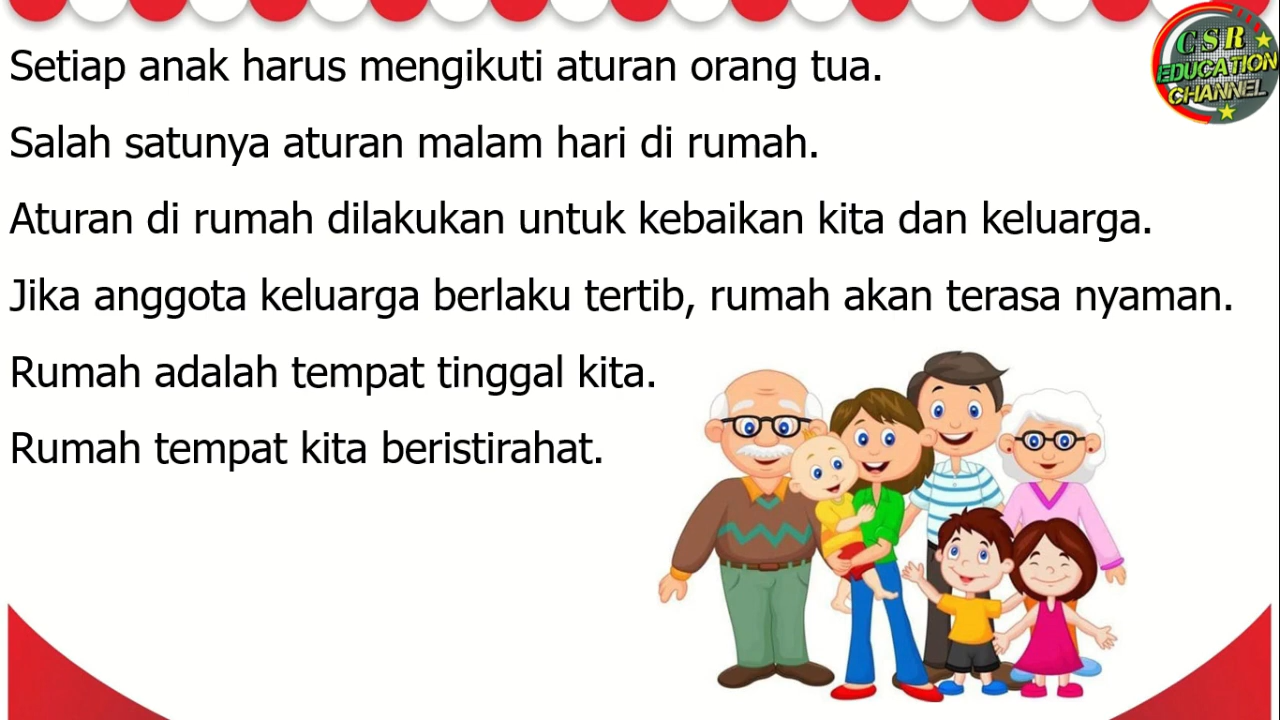 Setiap anak harus mengikuti aturan orang tua.
Salah satunya aturan malam hari di rumah.
Aturan di rumah dilakukan untuk kebaikan kita dan keluarga.
Jika anggota keluarga berlaku tertib, rumah akan terasa nyaman.
Rumah adalah tempat tinggal kita.
Rumah tempat kita beristirahat.
CSR
EDUCATION
CHANNEL